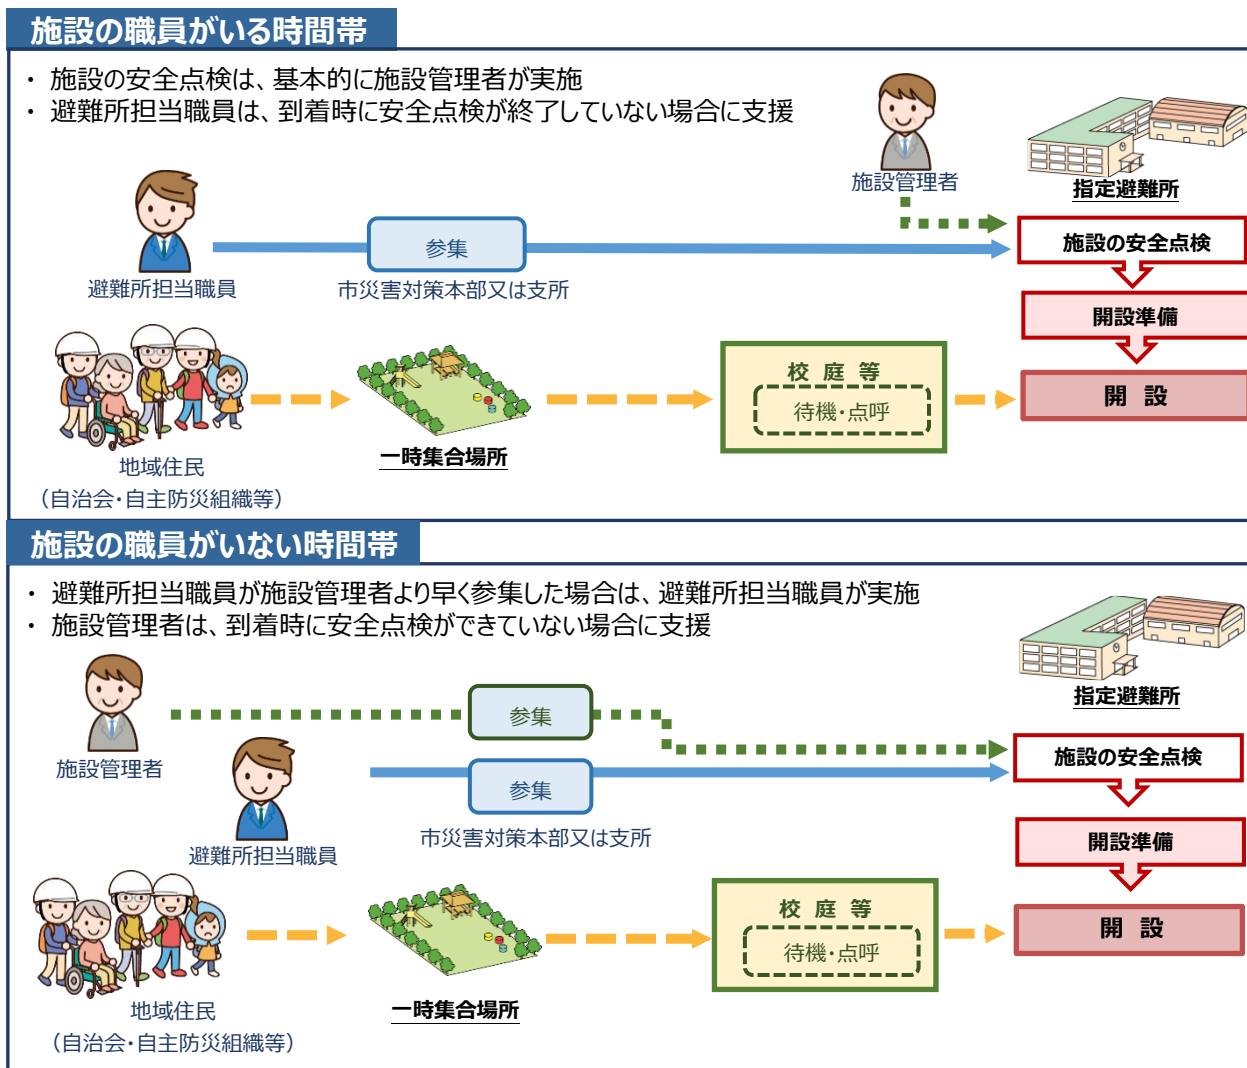 施設の職員がいる時間帯
・ 施設の安全点検は、基本的に施設管理者が実施
・ 避難所担当職員は、到着時に安全点検が終了していない場合に支援
施設管理者
指定避難所
施設の安全点検
参集
避難所担当職員
市災害対策本部又は支所
開設準備
校 庭 等
待機・点呼
開 設
一時集合場所
地域住民
（自治会・自主防災組織等）
施設の職員がいない時間帯
・ 避難所担当職員が施設管理者より早く参集した場合は、避難所担当職員が実施
・ 施設管理者は、到着時に安全点検ができていない場合に支援
指定避難所
参集
施設管理者
施設の安全点検
参集
市災害対策本部又は支所
避難所担当職員
開設準備
校 庭 等
待機・点呼
開 設
一時集合場所
地域住民
（自治会・自主防災組織等）